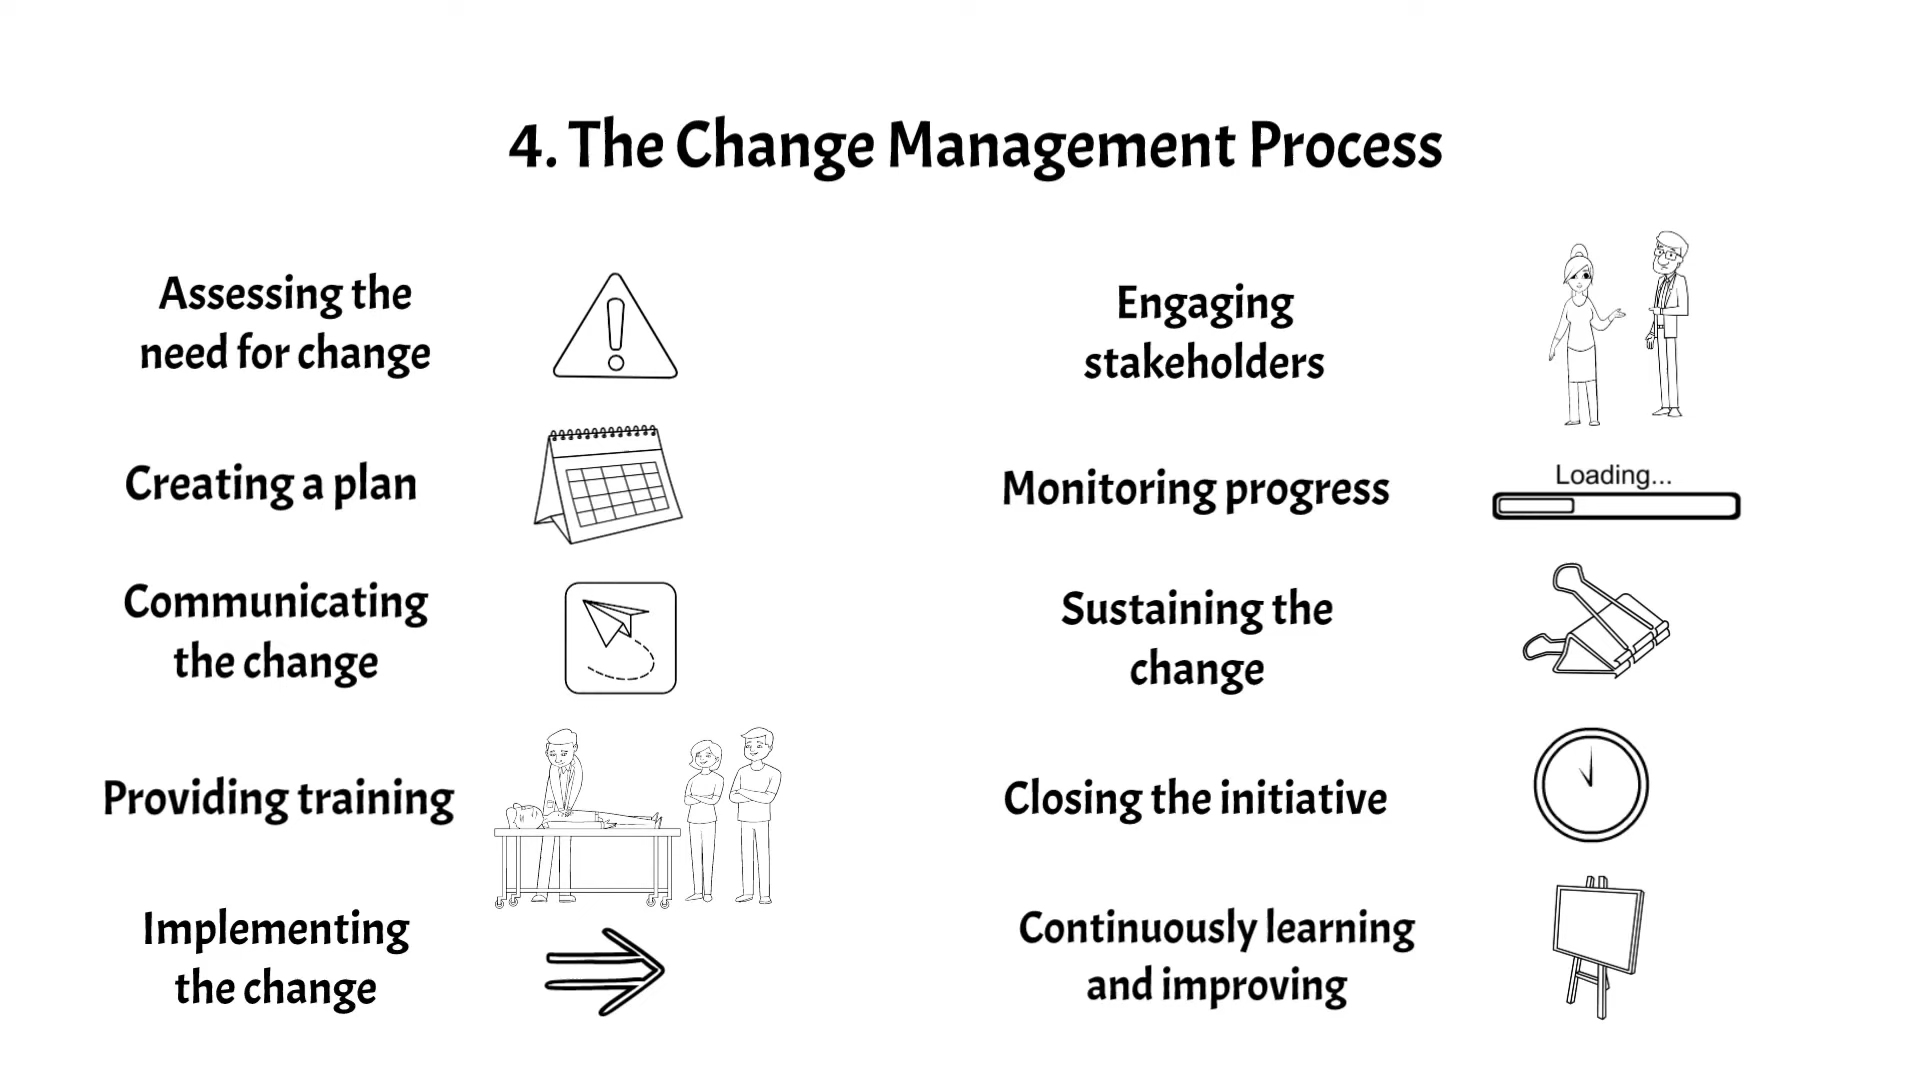 4. The Change Management Process
Assessing the
need for change
Creating a plan
Communicating
the change
Providing training
Implementing
the change
Engaging
stakeholders
Loading...
Monitoring progress
Sustaining the
change
Closing the initiative
Continuously learning
and improving